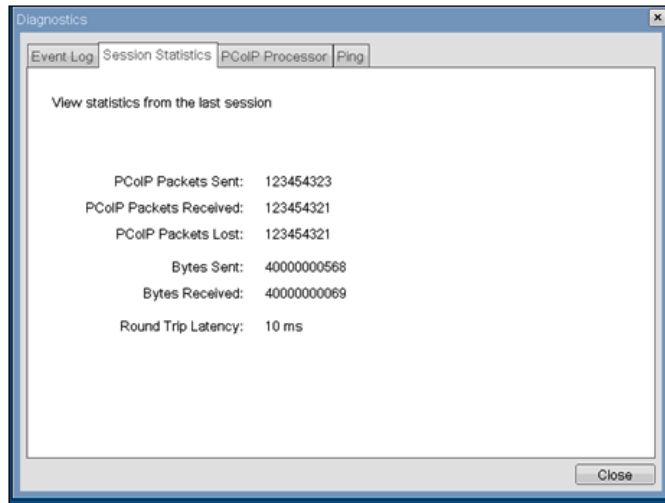 Diagnostics
Event Log Session Statistics PCoIP Processor Ping
View statistics from the last session
PCoIP Packets Sent: 123454323
PCoIP Packets Received: 123454321
PCoIP Packets Lost: 123454321
Bytes Sent: 40000000568
Bytes Received: 40000000069
Round Trip Latency: 10 ms
Close